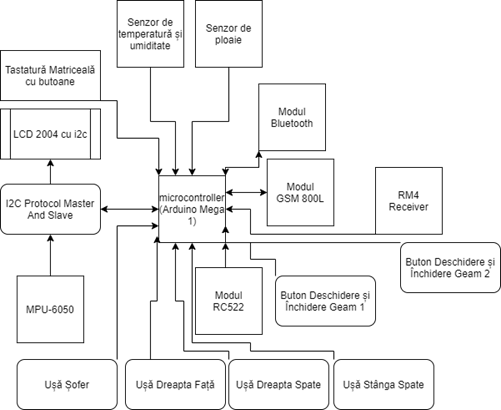 Senzor de
temperatură și
umiditate
Senzor de
ploaie
Tastatură Matriceală
cu butoane
LCD 2004 cu i2c
Modul
Bluetooth
I2C Protocol Master
And Slave
microcontroller
(Arduino Mega
1)
Modul
GSM 800L
RM4
Receiver
MPU-6050
Modul
RC522
Buton Deschidere și
Închidere Geam 1
Buton Deschidere și
Închidere Geam 2
Ușă Șofer
Ușă Dreapta Față
Ușă Dreapta Spate
Ușă Stânga Spate